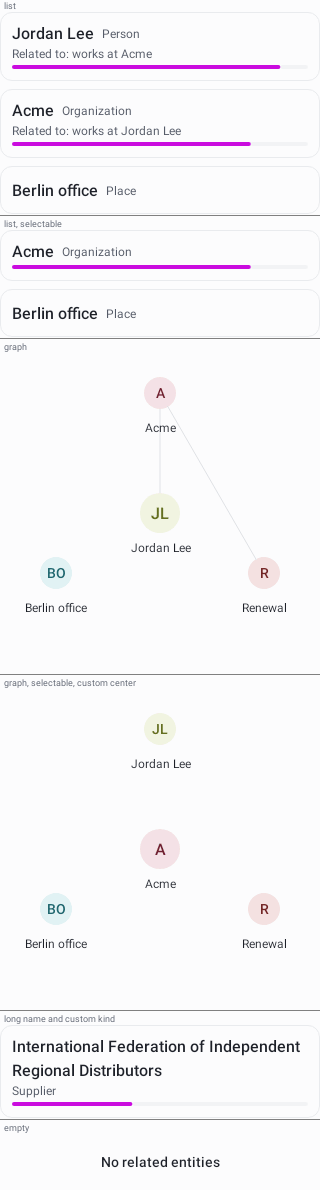 list
Jordan Lee Person
Related to: works at Acme
Acme Organization
Related to: works at Jordan Lee
Berlin office Place
list, selectable
Acme Organization
Berlin office Place
graph
A
Acme
JL
Jordan Lee
BO
Berlin office
R
Renewal
graph, selectable, custom center
JL
Jordan Lee
A
Acme
BO
Berlin office
R
Renewal
long name and custom kind
International Federation of Independent
Regional Distributors
Supplier
empty
No related entities